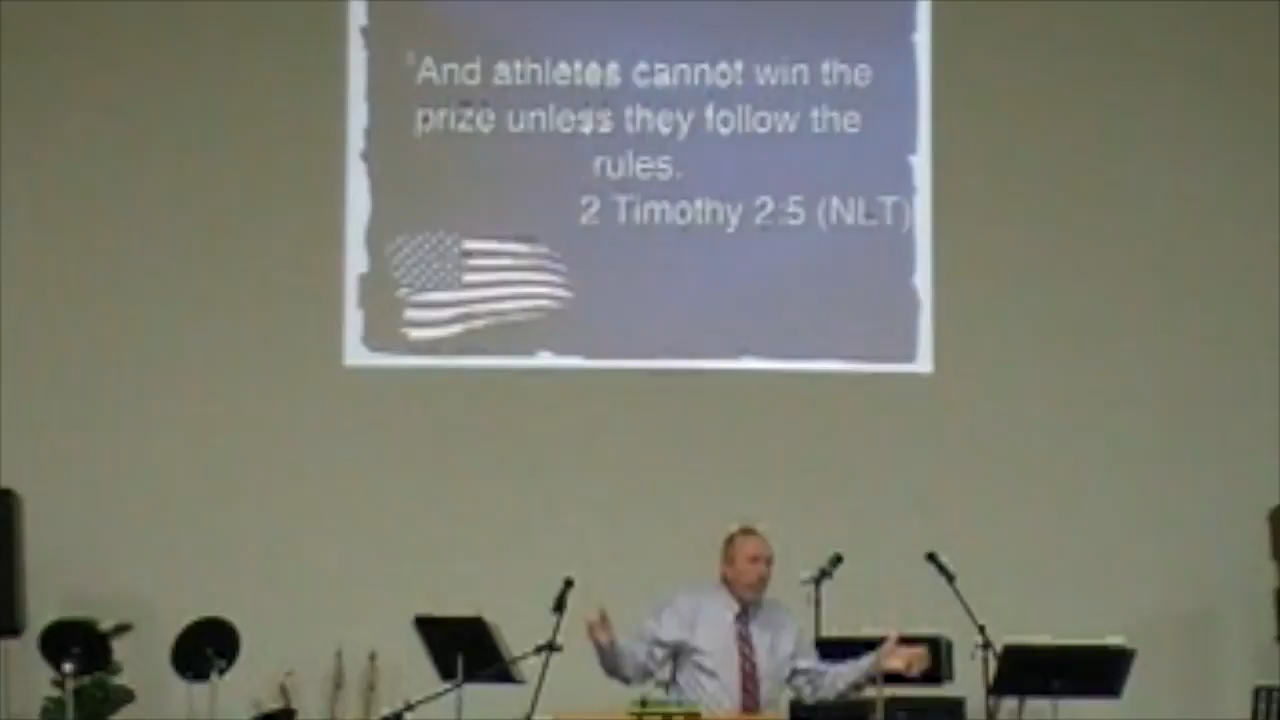 "And athletes cannot win the
prize unless they follow the
rules.
2 Timothy 2:5 (NLT)